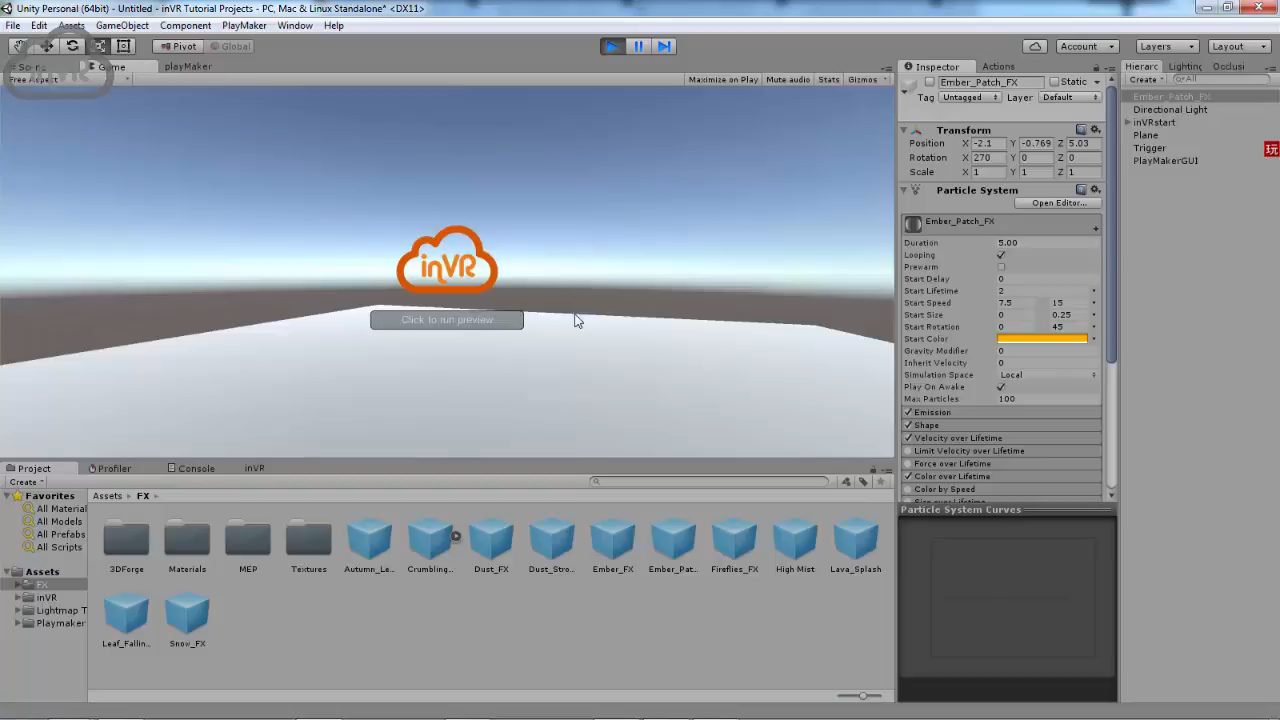 Unity Personal (64bit) - Untitled - inVR Tutorial Projects - PC, Mac & Linux Standalone* <DX11>
File Edit Assets GameObject Component PlayMaker Window Help
Pivot Global Account Layers Layout
Game playMaker
Free Aspect Maximize on Play Mute audio Stats Gizmos
inVR
Click to run preview
Inspector Actions
Ember_Patch_FX Static
Tag Untagged Layer Default
Transform
Position X -2.1 Y -0.769 Z 5.03
Rotation X 270 Y 0 Z 0
Scale X 1 Y 1 Z 1
Particle System
Open Editor...
Ember_Patch_FX
Duration 5.00
Looping
Prewarm
Start Delay 0
Start Lifetime 2
Start Speed 7.5 15
Start Size 0 0.25
Start Rotation 0 45
Start Color
Gravity Modifier 0
Inherit Velocity 0
Simulation Space Local
Play On Awake
Max Particles 100
Emission
Shape
Velocity over Lifetime
Limit Velocity over Lifetime
Force over Lifetime
Color over Lifetime
Color by Speed
Particle System Curves
Hierarc Lighting Occlusi
Create All
Ember_Patch_FX
Directional Light
inVRstart
Plane
Trigger 玩
PlayMakerGUI
Project Profiler Console inVR
Create
Favorites
All Material
All Models
All Prefabs
All Scripts
Assets
FX
inVR
Lightmap T
Playmaker
Assets FX
3DForge Materials MEP Textures Autumn_Le... Crumbling... Dust_FX Dust_Stro... Ember_FX Ember_Pat... Fireflies_FX High Mist Lava_Splash
Leaf_Fallin... Snow_FX